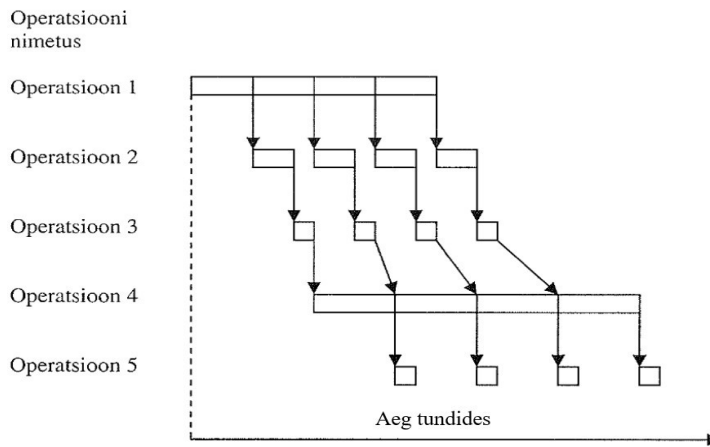 Operatsiooni
nimetus
Operatsioon 1
Operatsioon 2
Operatsioon 3
Operatsioon 4
Operatsioon 5
Aeg tundides